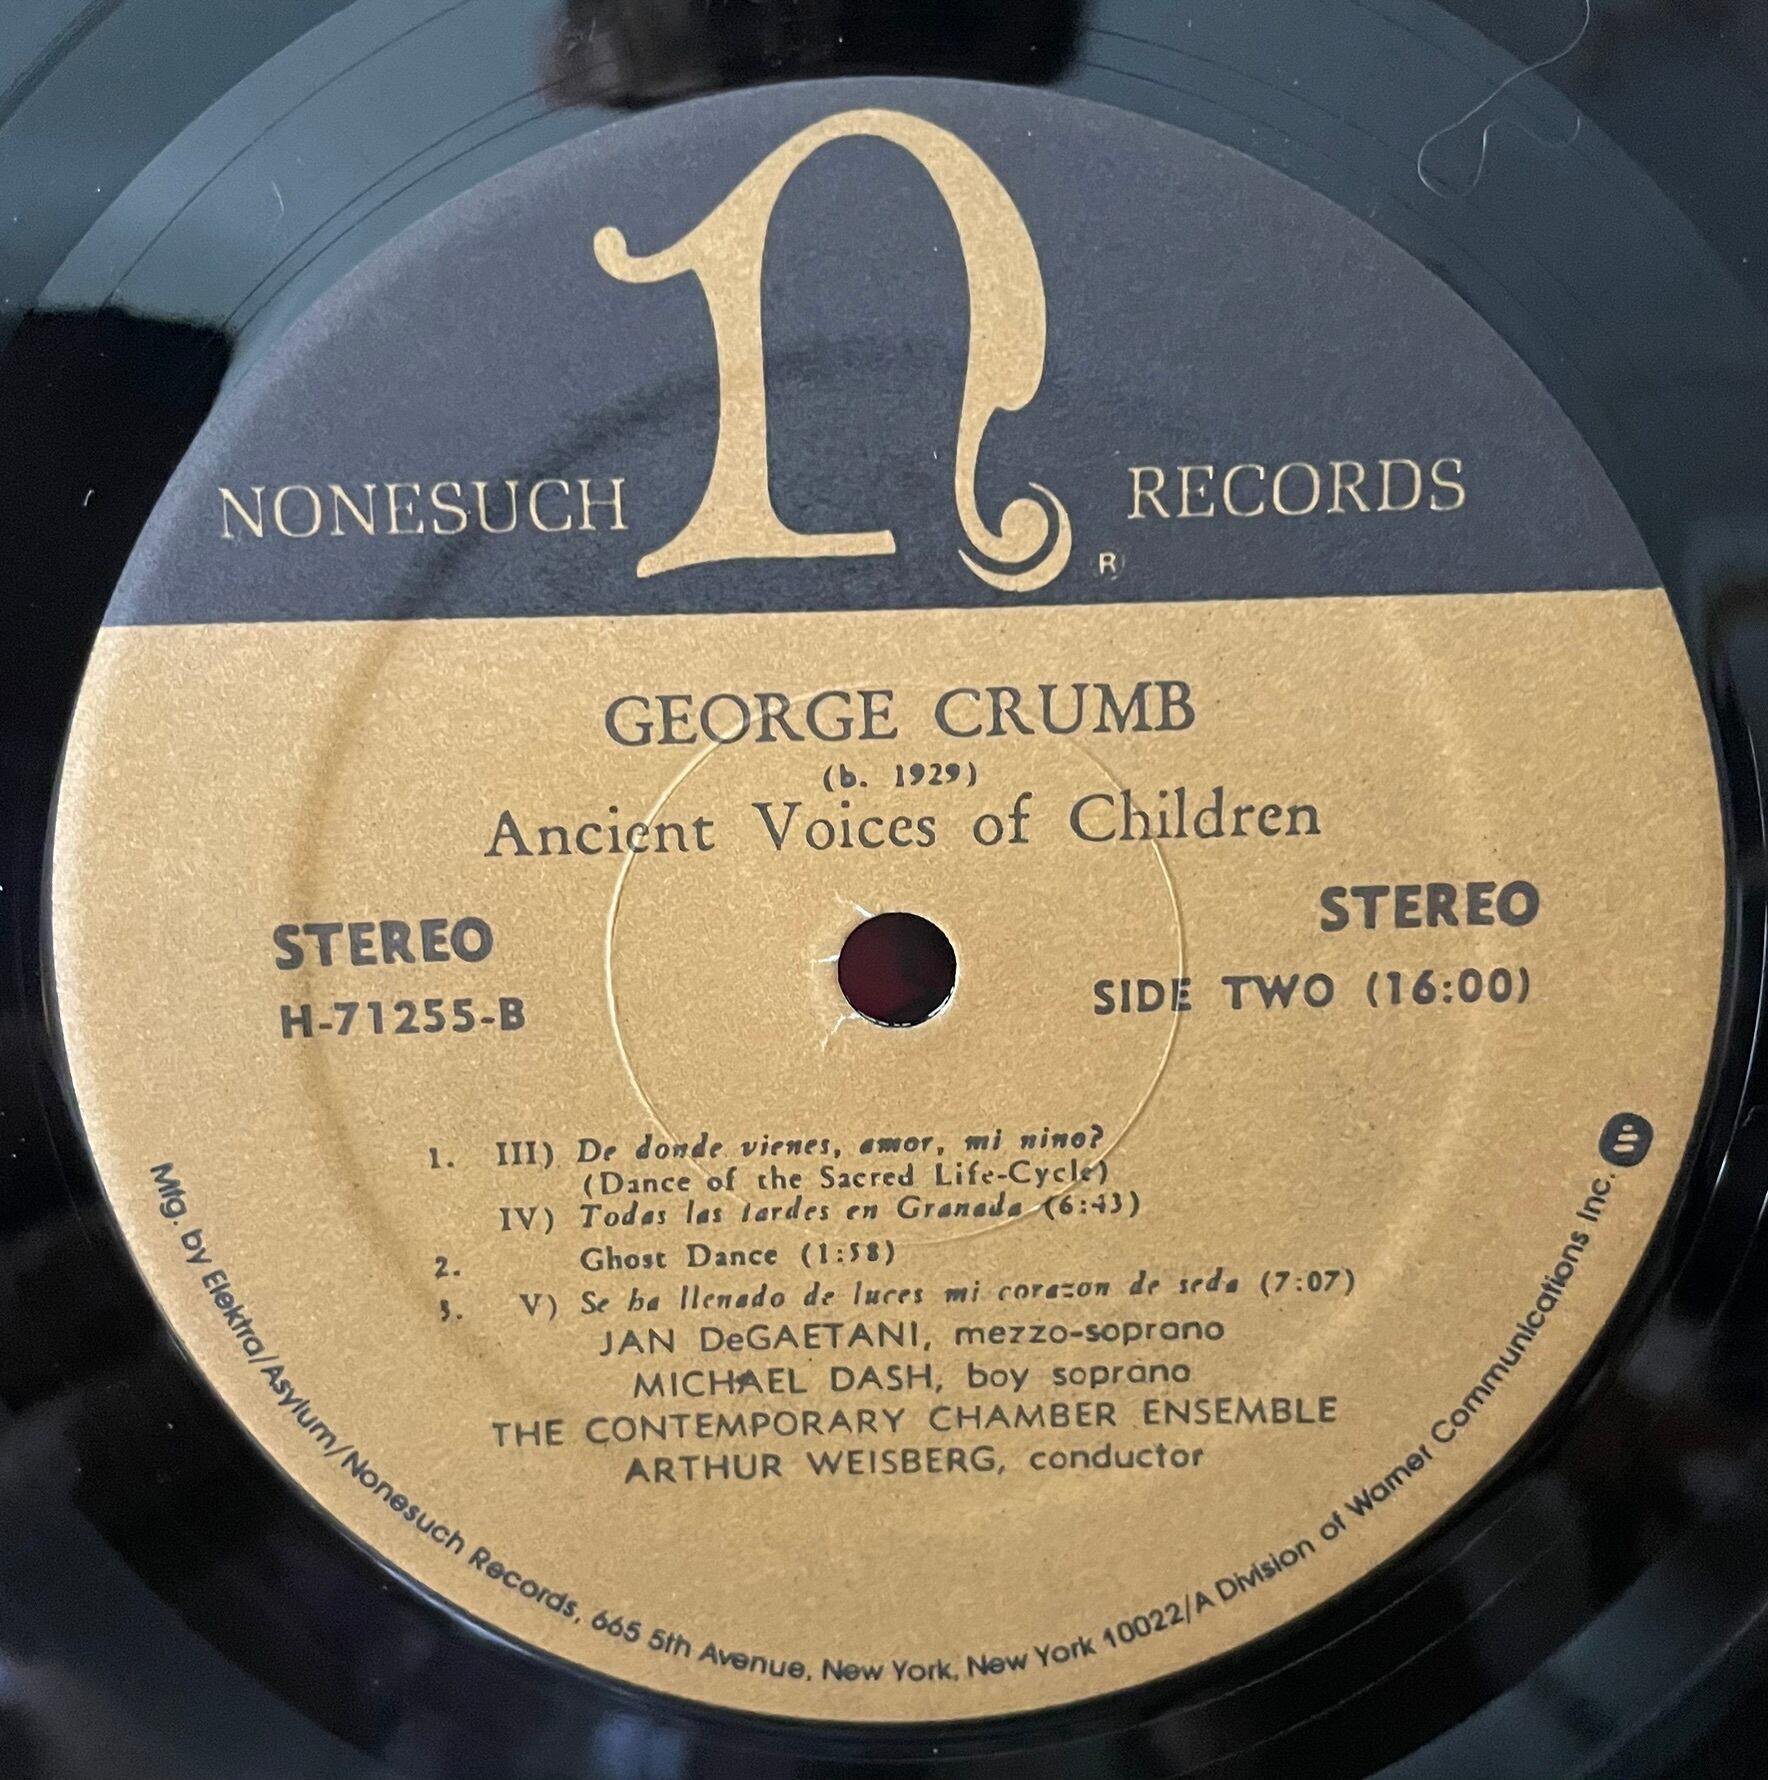 n
NONESUCH RECORDS
R
GEORGE CRUMB
(b. 1929)
Ancient Voices of Children
STEREO STEREO
H-71255-B SIDE TWO (16:00)
1. III) De donde vienes, amor, mi nino?
(Dance of the Sacred Life-Cycle)
IV) Todas las tardes en Granada (6:43)
2. Ghost Dance (1:58)
3. V) Se ha llenado de luces mi corazon de seda (7:07)
JAN DeGAETANI, mezzo-soprano
MICHAEL DASH, boy soprano
THE CONTEMPORARY CHAMBER ENSEMBLE
ARTHUR WEISBERG, conductor
Mfg. by Elektra/Asylum/Nonesuch Records, 665 5th Avenue, New York, New York 10022/A Division of Warner Communications Inc.